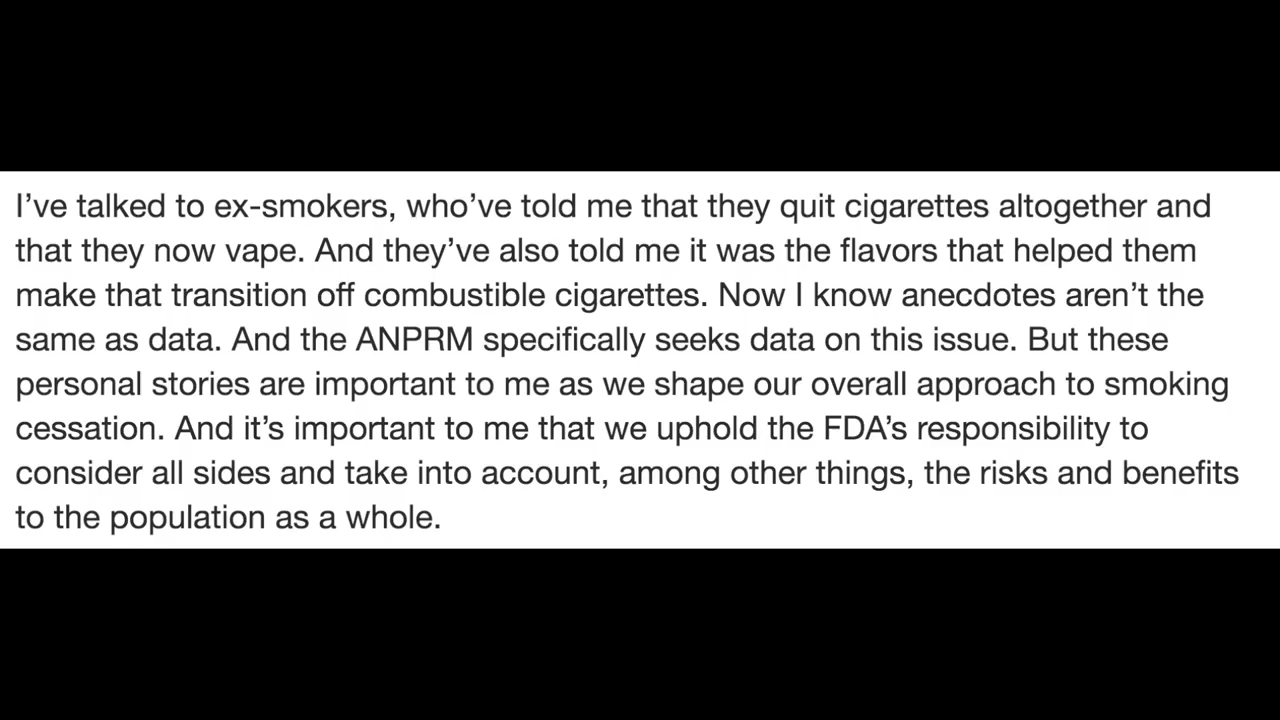 I’ve talked to ex-smokers, who’ve told me that they quit cigarettes altogether and
that they now vape. And they’ve also told me it was the flavors that helped them
make that transition off combustible cigarettes. Now I know anecdotes aren’t the
same as data. And the ANPRM specifically seeks data on this issue. But these
personal stories are important to me as we shape our overall approach to smoking
cessation. And it’s important to me that we uphold the FDA’s responsibility to
consider all sides and take into account, among other things, the risks and benefits
to the population as a whole.